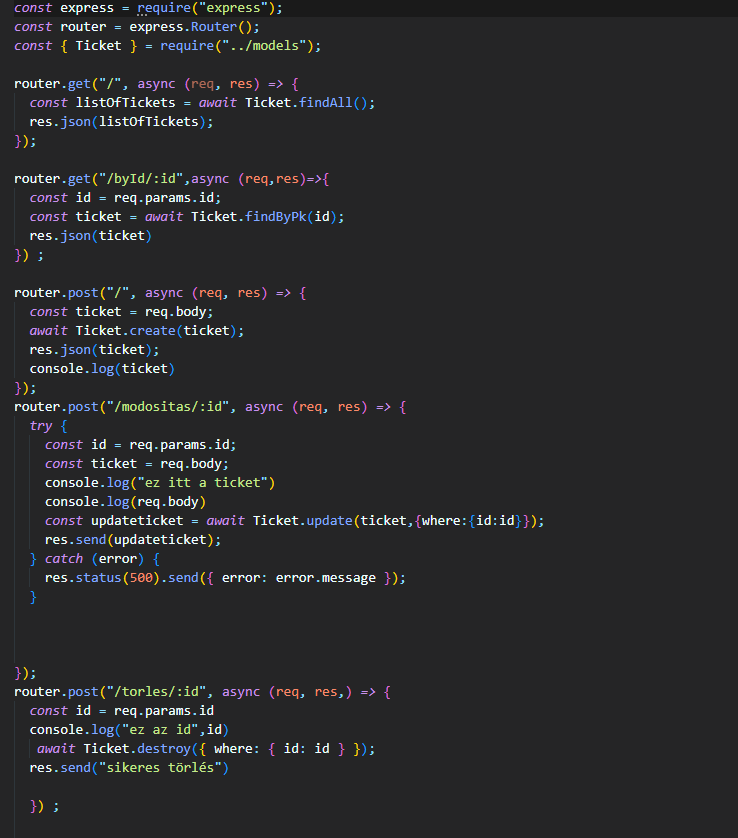 const express = require("express");
const router = express.Router();
const { Ticket } = require("../models");
router.get("/", async (req, res) => {
const listOfTickets = await Ticket.findAll();
res.json(listOfTickets);
});
router.get("/byId/:id",async (req,res)=>{
const id = req.params.id;
const ticket = await Ticket.findByPk(id);
res.json(ticket)
}) ;
router.post("/", async (req, res) => {
const ticket = req.body;
await Ticket.create(ticket);
res.json(ticket);
console.log(ticket)
});
router.post("/modositas/:id", async (req, res) => {
try {
const id = req.params.id;
const ticket = req.body;
console.log("ez itt a ticket")
console.log(req.body)
const updateticket = await Ticket.update(ticket,{where:{id:id}});
res.send(updateticket);
} catch (error) {
res.status(500).send({ error: error.message });
}
});
router.post("/torles/:id", async (req, res,) => {
const id = req.params.id
console.log("ez az id",id)
await Ticket.destroy({ where: { id: id } });
res.send("sikeres törlés")
}) ;